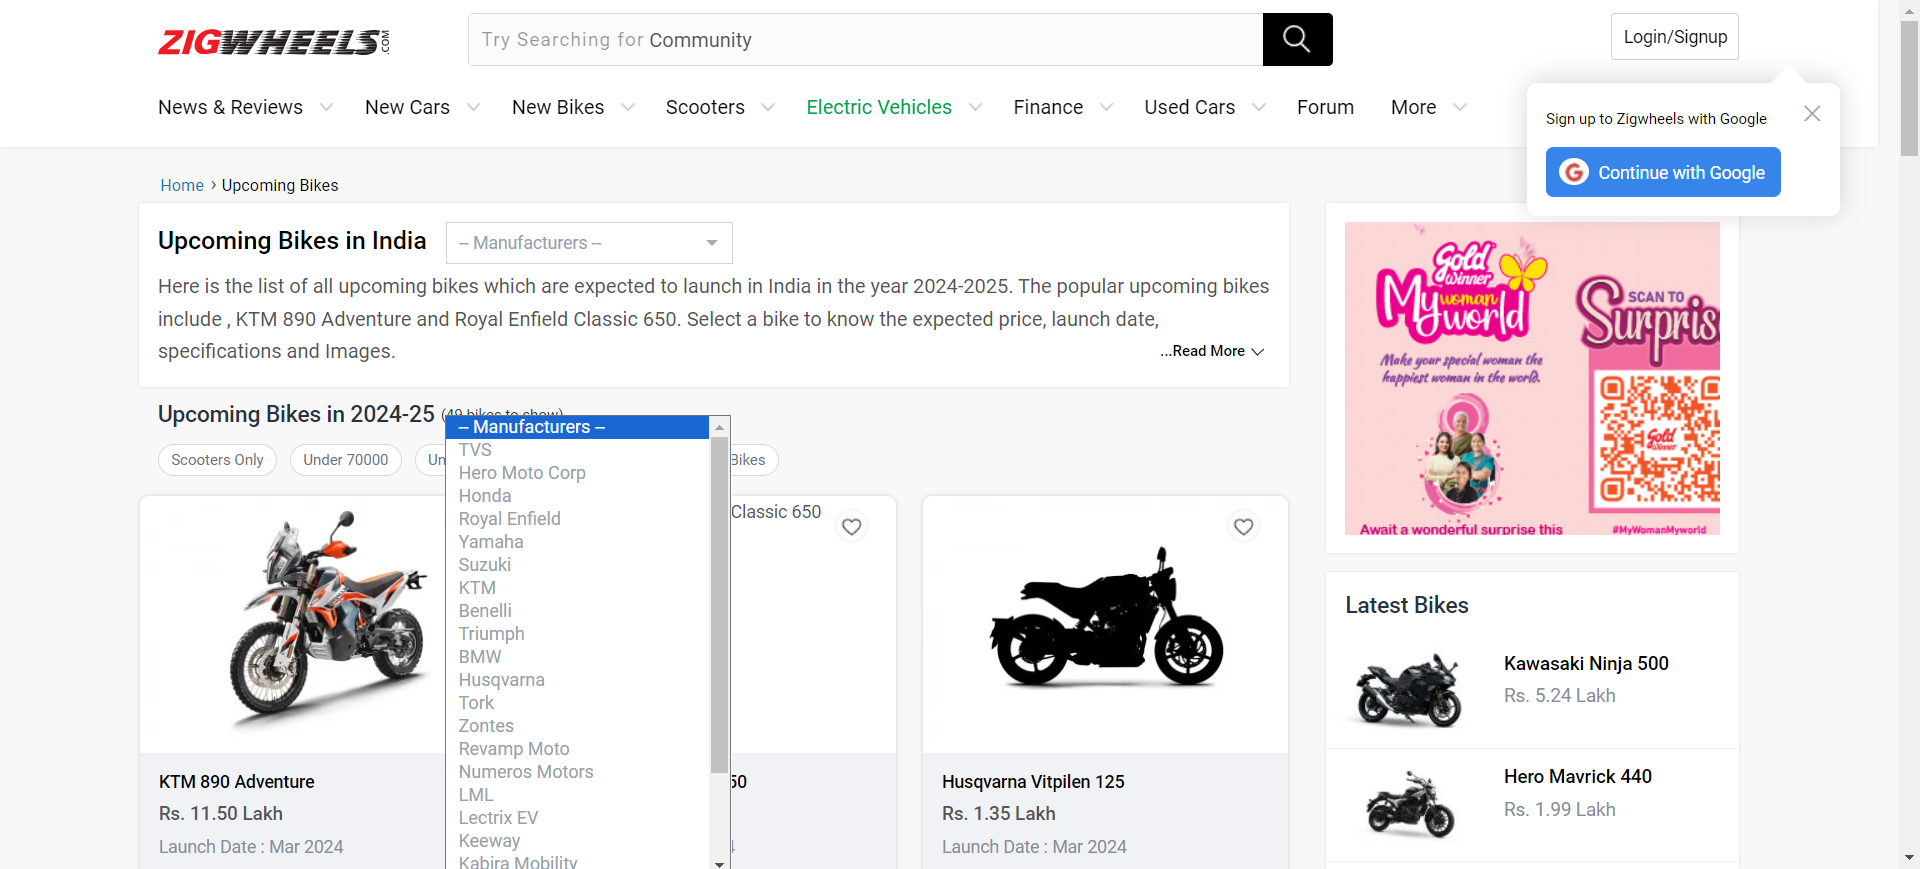 ZIGWHEELS.COM
Try Searching for Community
Login/Signup
News & Reviews
New Cars
New Bikes
Scooters
Electric Vehicles
Finance
Used Cars
Forum
More
Sign up to Zigwheels with Google
Continue with Google
Home › Upcoming Bikes
Upcoming Bikes in India
-- Manufacturers --
Here is the list of all upcoming bikes which are expected to launch in India in the year 2024-2025. The popular upcoming bikes
include , KTM 890 Adventure and Royal Enfield Classic 650. Select a bike to know the expected price, launch date,
specifications and Images.
...Read More
Upcoming Bikes in 2024-25 (49 bikes to show)
Scooters Only
Under 70000
Un
Bikes
-- Manufacturers --
TVS
Hero Moto Corp
Honda
Royal Enfield
Yamaha
Suzuki
KTM
Benelli
Triumph
BMW
Husqvarna
Tork
Zontes
Revamp Moto
Numeros Motors
LML
Lectrix EV
Keeway
Kabira Mobility
KTM 890 Adventure
Rs. 11.50 Lakh
Launch Date : Mar 2024
Classic 650
50
4
Husqvarna Vitpilen 125
Rs. 1.35 Lakh
Launch Date : Mar 2024
Gold
Winner
My woman
world
Make your special woman the
happiest woman in the world.
SCAN TO
Surpris
Gold
Winner
Await a wonderful surprise this
#MyWomanMyworld
Latest Bikes
Kawasaki Ninja 500
Rs. 5.24 Lakh
Hero Mavrick 440
Rs. 1.99 Lakh